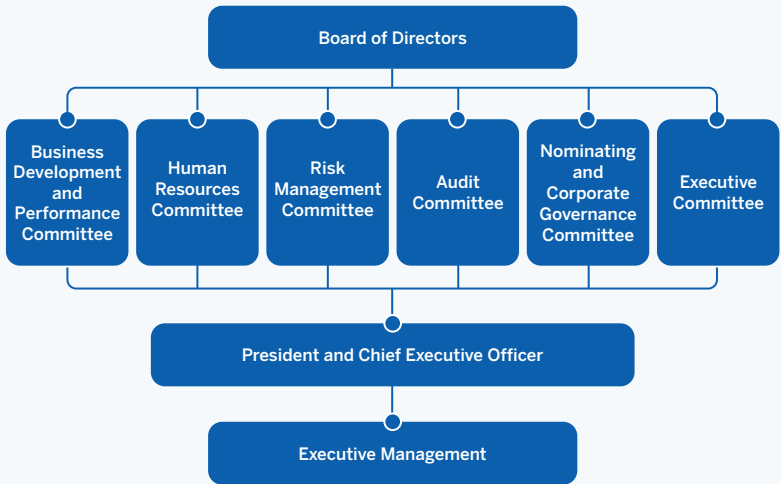 Board of Directors
Business
Development
and
Performance
Committee
Human
Resources
Committee
Risk
Management
Committee
Audit
Committee
Nominating
and
Corporate
Governance
Committee
Executive
Committee
President and Chief Executive Officer
Executive Management